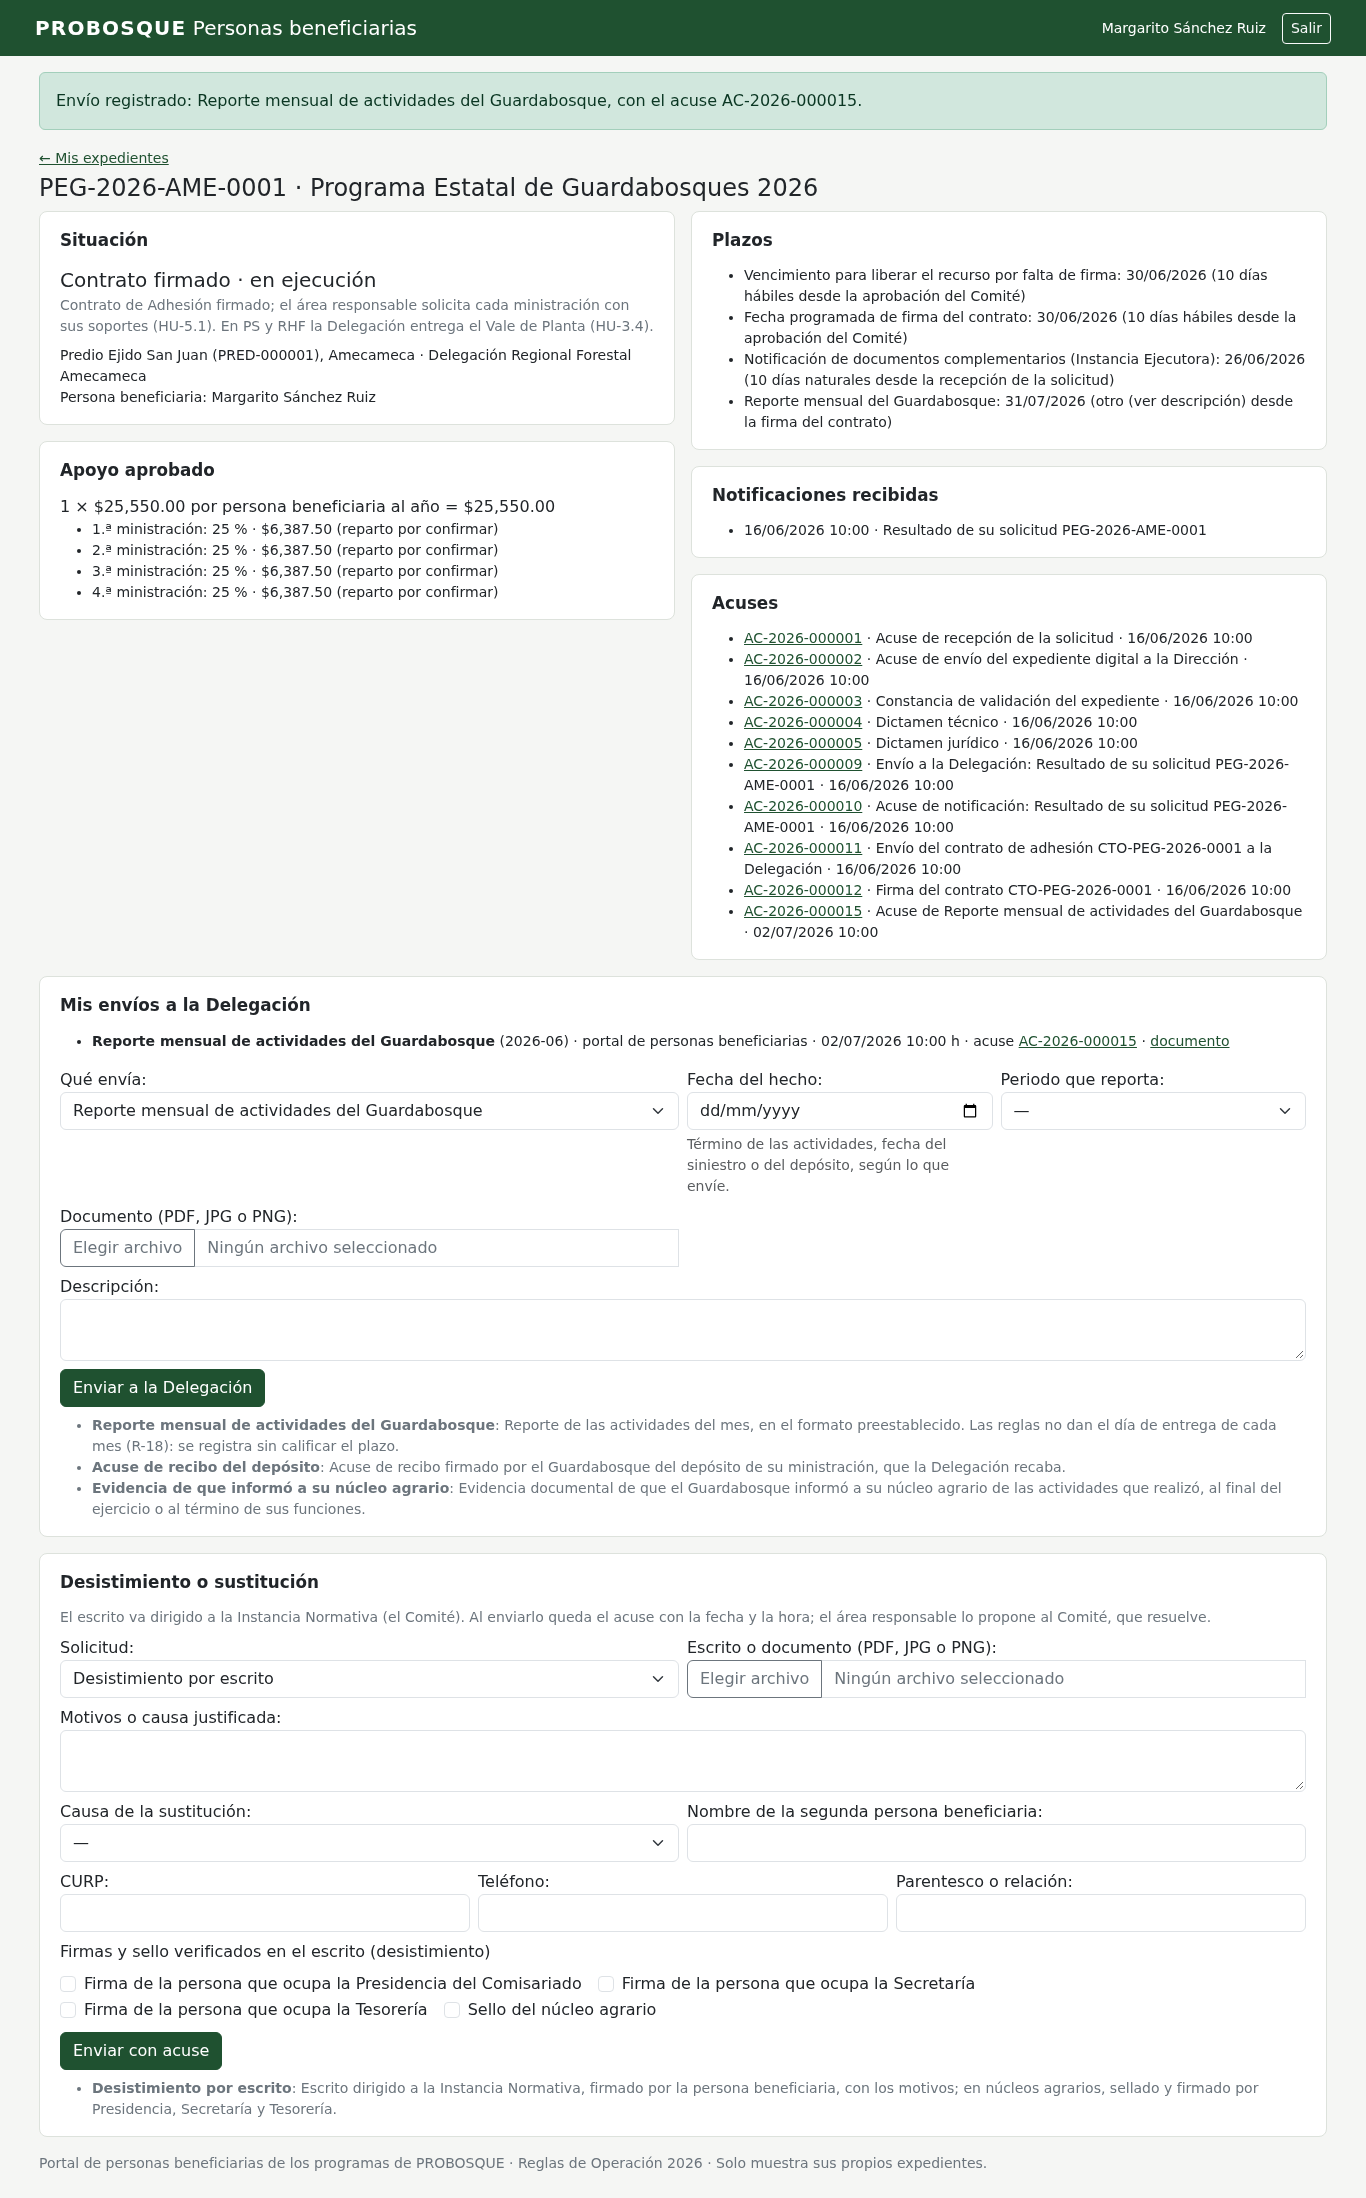 PROBOSQUE Personas beneficiarias
Margarito Sánchez Ruiz
Salir
Envío registrado: Reporte mensual de actividades del Guardabosque, con el acuse AC-2026-000015.
← Mis expedientes
PEG-2026-AME-0001 · Programa Estatal de Guardabosques 2026
Situación
Contrato firmado · en ejecución
Contrato de Adhesión firmado; el área responsable solicita cada ministración con
sus soportes (HU-5.1). En PS y RHF la Delegación entrega el Vale de Planta (HU-3.4).
Predio Ejido San Juan (PRED-000001), Amecameca · Delegación Regional Forestal
Amecameca
Persona beneficiaria: Margarito Sánchez Ruiz
Apoyo aprobado
1 × $25,550.00 por persona beneficiaria al año = $25,550.00
• 1.ª ministración: 25 % · $6,387.50 (reparto por confirmar)
• 2.ª ministración: 25 % · $6,387.50 (reparto por confirmar)
• 3.ª ministración: 25 % · $6,387.50 (reparto por confirmar)
• 4.ª ministración: 25 % · $6,387.50 (reparto por confirmar)
Plazos
• Vencimiento para liberar el recurso por falta de firma: 30/06/2026 (10 días
hábiles desde la aprobación del Comité)
• Fecha programada de firma del contrato: 30/06/2026 (10 días hábiles desde la
aprobación del Comité)
• Notificación de documentos complementarios (Instancia Ejecutora): 26/06/2026
(10 días naturales desde la recepción de la solicitud)
• Reporte mensual del Guardabosque: 31/07/2026 (otro (ver descripción) desde
la firma del contrato)
Notificaciones recibidas
• 16/06/2026 10:00 · Resultado de su solicitud PEG-2026-AME-0001
Acuses
• AC-2026-000001 · Acuse de recepción de la solicitud · 16/06/2026 10:00
• AC-2026-000002 · Acuse de envío del expediente digital a la Dirección ·
16/06/2026 10:00
• AC-2026-000003 · Constancia de validación del expediente · 16/06/2026 10:00
• AC-2026-000004 · Dictamen técnico · 16/06/2026 10:00
• AC-2026-000005 · Dictamen jurídico · 16/06/2026 10:00
• AC-2026-000009 · Envío a la Delegación: Resultado de su solicitud PEG-2026-
AME-0001 · 16/06/2026 10:00
• AC-2026-000010 · Acuse de notificación: Resultado de su solicitud PEG-2026-
AME-0001 · 16/06/2026 10:00
• AC-2026-000011 · Envío del contrato de adhesión CTO-PEG-2026-0001 a la
Delegación · 16/06/2026 10:00
• AC-2026-000012 · Firma del contrato CTO-PEG-2026-0001 · 16/06/2026 10:00
• AC-2026-000015 · Acuse de Reporte mensual de actividades del Guardabosque
· 02/07/2026 10:00
Mis envíos a la Delegación
• Reporte mensual de actividades del Guardabosque (2026-06) · portal de personas beneficiarias · 02/07/2026 10:00 h · acuse AC-2026-000015 · documento
Qué envía:
Reporte mensual de actividades del Guardabosque
Fecha del hecho:
dd/mm/yyyy
Término de las actividades, fecha del
siniestro o del depósito, según lo que
envíe.
Periodo que reporta:
—
Documento (PDF, JPG o PNG):
Elegir archivo Ningún archivo seleccionado
Descripción:
Enviar a la Delegación
• Reporte mensual de actividades del Guardabosque: Reporte de las actividades del mes, en el formato preestablecido. Las reglas no dan el día de entrega de cada
mes (R-18): se registra sin calificar el plazo.
• Acuse de recibo del depósito: Acuse de recibo firmado por el Guardabosque del depósito de su ministración, que la Delegación recaba.
• Evidencia de que informó a su núcleo agrario: Evidencia documental de que el Guardabosque informó a su núcleo agrario de las actividades que realizó, al final del
ejercicio o al término de sus funciones.
Desistimiento o sustitución
El escrito va dirigido a la Instancia Normativa (el Comité). Al enviarlo queda el acuse con la fecha y la hora; el área responsable lo propone al Comité, que resuelve.
Solicitud:
Desistimiento por escrito
Escrito o documento (PDF, JPG o PNG):
Elegir archivo Ningún archivo seleccionado
Motivos o causa justificada:
Causa de la sustitución:
—
Nombre de la segunda persona beneficiaria:
CURP:
Teléfono:
Parentesco o relación:
Firmas y sello verificados en el escrito (desistimiento)
Firma de la persona que ocupa la Presidencia del Comisariado
Firma de la persona que ocupa la Secretaría
Firma de la persona que ocupa la Tesorería
Sello del núcleo agrario
Enviar con acuse
• Desistimiento por escrito: Escrito dirigido a la Instancia Normativa, firmado por la persona beneficiaria, con los motivos; en núcleos agrarios, sellado y firmado por
Presidencia, Secretaría y Tesorería.
Portal de personas beneficiarias de los programas de PROBOSQUE · Reglas de Operación 2026 · Solo muestra sus propios expedientes.